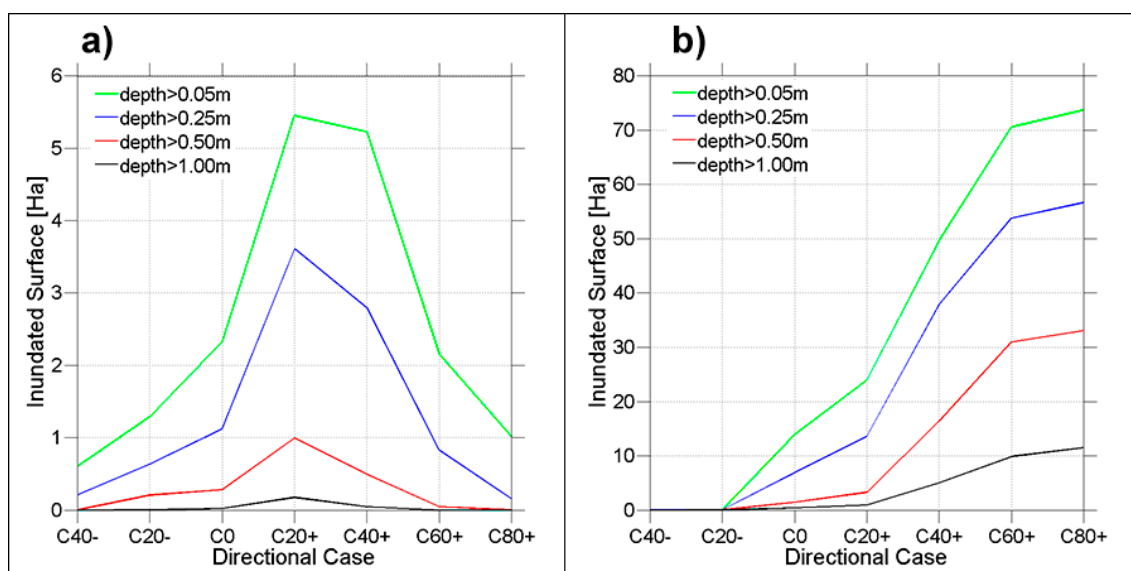 a)
Inundated Surface [Ha]
6
5
4
3
2
1
0
depth>0.05m
depth>0.25m
depth>0.50m
depth>1.00m
C40- C20- C0 C20+ C40+ C60+ C80+
Directional Case
b)
Inundated Surface [Ha]
80
70
60
50
40
30
20
10
0
depth>0.05m
depth>0.25m
depth>0.50m
depth>1.00m
C40- C20- C0 C20+ C40+ C60+ C80+
Directional Case